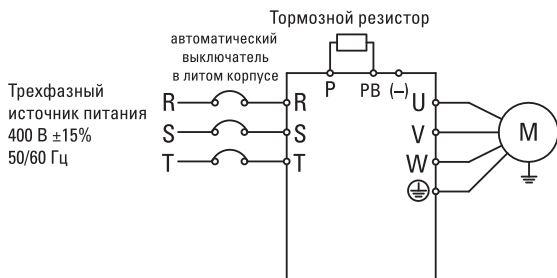 Тормозной резистор
автоматический
выключатель
в литом корпусе
P PB (–)
Трехфазный
источник питания
400 В ±15%
50/60 Гц
R R U
S S V
T T W
M